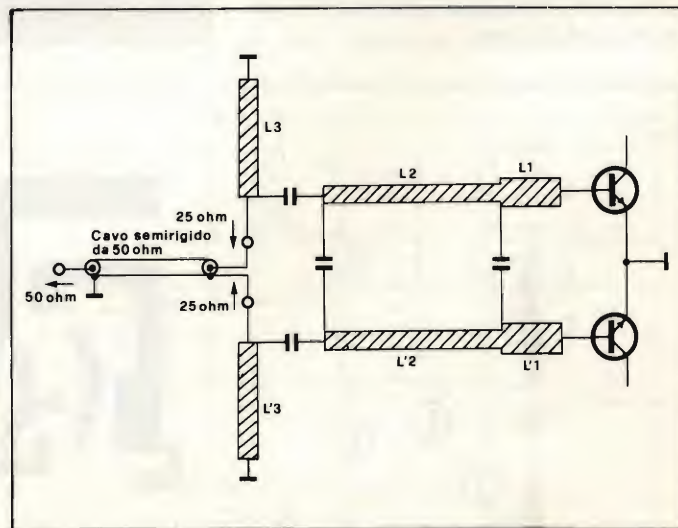 L3
25 ohm
L2
L1
Cavo semirigido
da 50 ohm
50 ohm
25 ohm
L'2
L'1
L'3